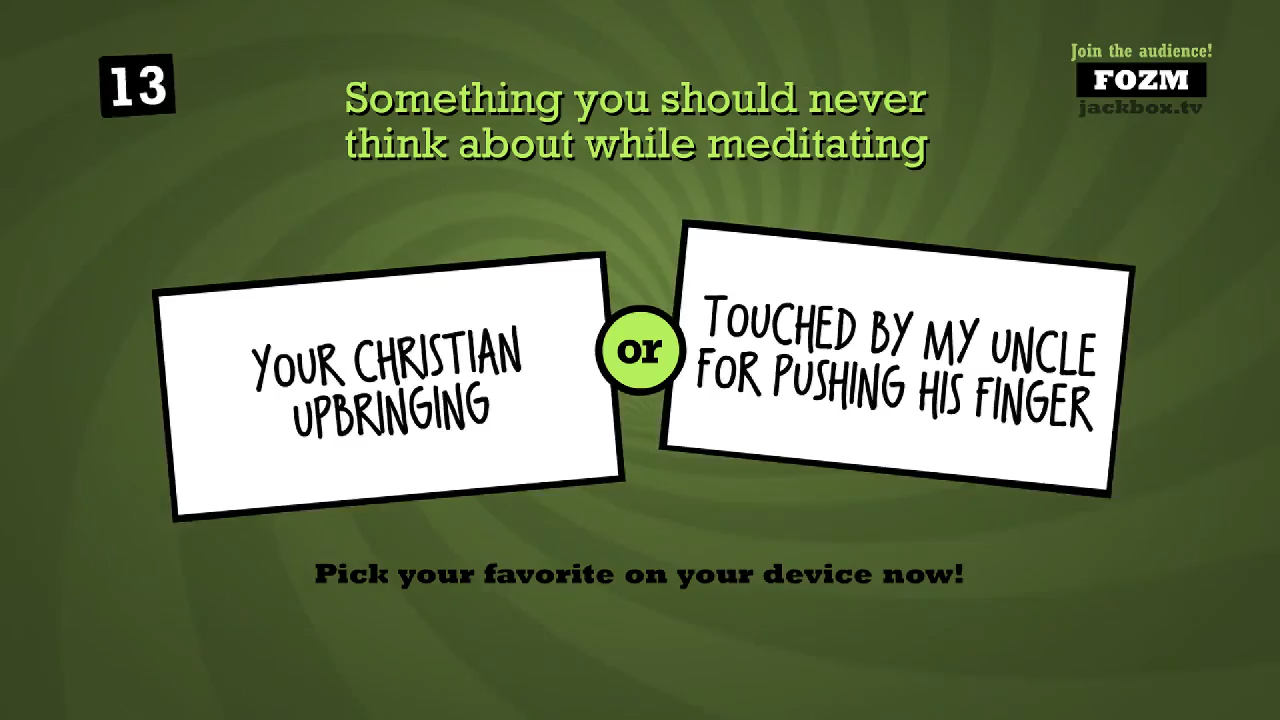 13
Something you should never
think about while meditating
Join the audience!
FOZM
jackbox.tv
YOUR CHRISTIAN
UPBRINGING
or
TOUCHED BY MY UNCLE
FOR PUSHING HIS FINGER
Pick your favorite on your device now!